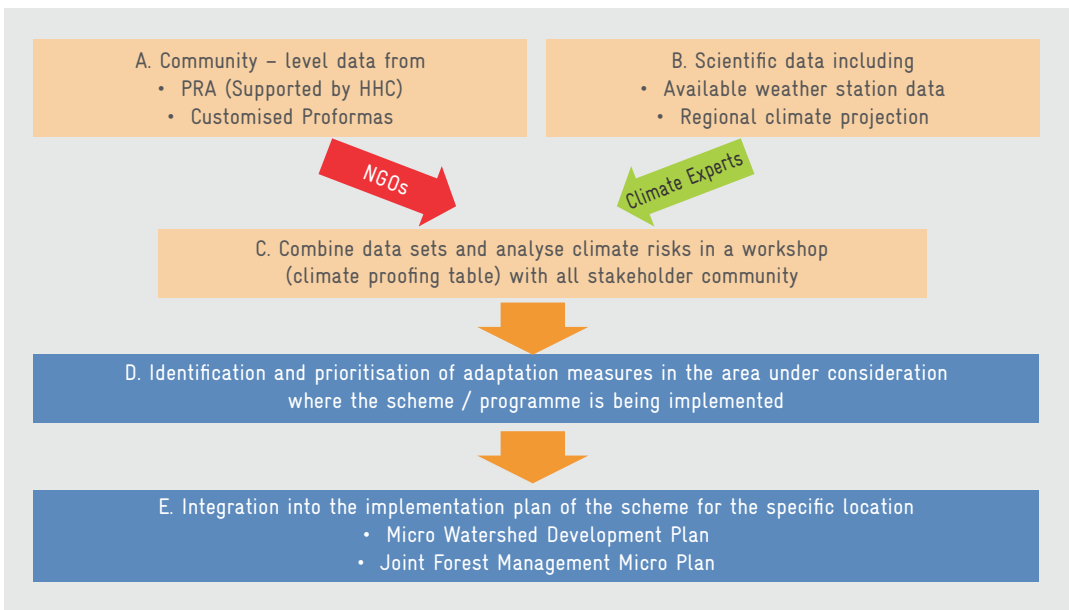 A. Community – level data from
• PRA (Supported by HHC)
• Customised Proformas
B. Scientific data including
• Available weather station data
• Regional climate projection
NGOs
Climate Experts
C. Combine data sets and analyse climate risks in a workshop
(climate proofing table) with all stakeholder community
D. Identification and prioritisation of adaptation measures in the area under consideration
where the scheme / programme is being implemented
E. Integration into the implementation plan of the scheme for the specific location
• Micro Watershed Development Plan
• Joint Forest Management Micro Plan